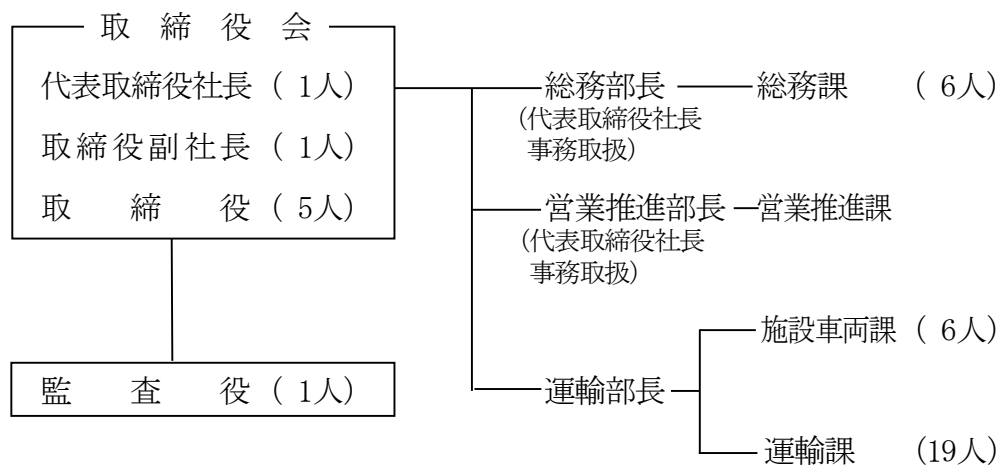 取締役会
代表取締役社長 ( 1人)
取締役副社長 ( 1人)
取締役 ( 5人)
監査役 ( 1人)
総務部長
(代表取締役社長
事務取扱)
総務課 ( 6人)
営業推進部長
(代表取締役社長
事務取扱)
営業推進課
運輸部長
施設車両課 ( 6人)
運輸課 (19人)